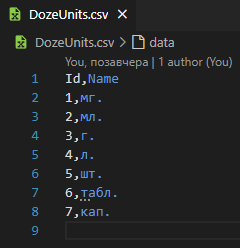 DozeUnits.csv
DozeUnits.csv > data
You, позавчера | 1 author (You)
1 Id,Name
2 1,мг.
3 2,мл.
4 3,г.
5 4,л.
6 5,шт.
7 6,табл.
8 7,кап.
9